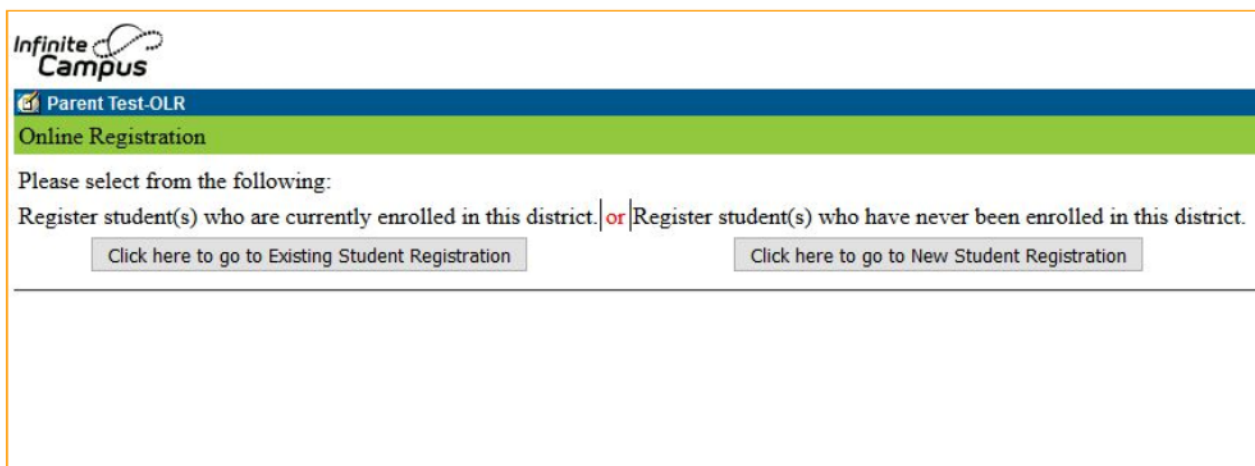 Infinite
Campus
Parent Test-OLR
Online Registration
Please select from the following:
Register student(s) who are currently enrolled in this district. or Register student(s) who have never been enrolled in this district.
Click here to go to Existing Student Registration Click here to go to New Student Registration